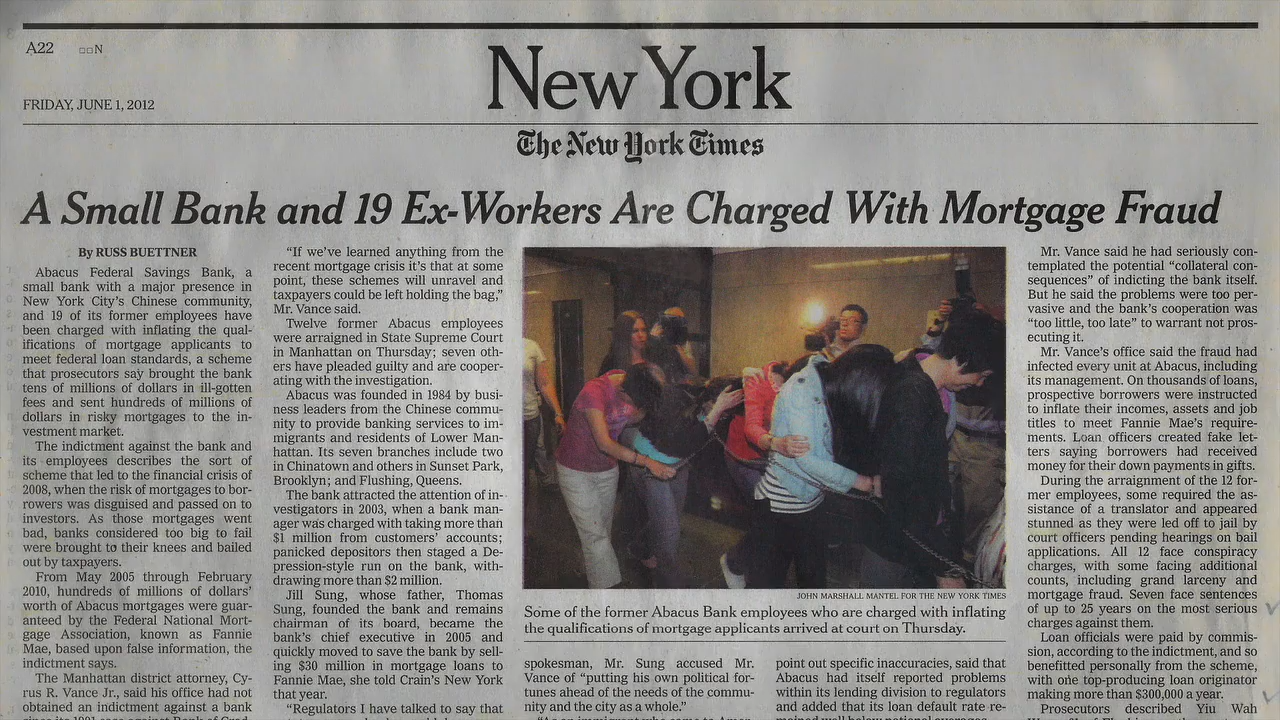 A22
N
New York
FRIDAY, JUNE 1, 2012
The New York Times
A Small Bank and 19 Ex-Workers Are Charged With Mortgage Fraud
By RUSS BUETTNER
Abacus Federal Savings Bank, a
small bank with a major presence in
New York City's Chinese community,
and 19 of its former employees have
been charged with inflating the qual-
ifications of mortgage applicants to
meet federal loan standards, a scheme
that prosecutors say brought the bank
tens of millions of dollars in ill-gotten
fees and sent hundreds of millions of
dollars in risky mortgages to the in-
vestment market.
The indictment against the bank and
its employees describes the sort of
scheme that led to the financial crisis of
2008, when the risk of mortgages to bor-
rowers was disguised and passed on to
investors. As those mortgages went
bad, banks considered too big to fail
were brought to their knees and bailed
out by taxpayers.
From May 2005 through February
2010, hundreds of millions of dollars'
worth of Abacus mortgages were guar-
anteed by the Federal National Mort-
gage Association, known as Fannie
Mae, based upon false information, the
indictment says.
The Manhattan district attorney, Cy-
rus R. Vance Jr., said his office had not
obtained an indictment against a bank
"If we've learned anything from the
recent mortgage crisis it's that at some
point, these schemes will unravel and
taxpayers could be left holding the bag,"
Mr. Vance said.
Twelve former Abacus employees
were arraigned in State Supreme Court
in Manhattan on Thursday; seven oth-
ers have pleaded guilty and are cooper-
ating with the investigation.
Abacus was founded in 1984 by busi-
ness leaders from the Chinese commu-
nity to provide banking services to im-
migrants and residents of Lower Man-
hattan. Its seven branches include two
in Chinatown and others in Sunset Park,
Brooklyn; and Flushing, Queens.
The bank attracted the attention of in-
vestigators in 2003, when a bank man-
ager was charged with taking more than
$1 million from customers' accounts;
panicked depositors then staged a De-
pression-style run on the bank, with-
drawing more than $2 million.
Jill Sung, whose father, Thomas
Sung, founded the bank and remains
chairman of its board, became the
bank's chief executive in 2005 and
quickly moved to save the bank by sell-
ing $30 million in mortgage loans to
Fannie Mae, she told Crain's New York
that year.
"Regulators I have talked to say that
JOHN MARSHALL MANTEL FOR THE NEW YORK TIMES
Some of the former Abacus Bank employees who are charged with inflating
the qualifications of mortgage applicants arrived at court on Thursday.
spokesman, Mr. Sung accused Mr.
Vance of "putting his own political for-
tunes ahead of the needs of the commu-
nity and the city as a whole."
point out specific inaccuracies, said that
Abacus had itself reported problems
within its lending division to regulators
and added that its loan default rate re-
Mr. Vance said he had seriously con-
templated the potential "collateral con-
sequences" of indicting the bank itself.
But he said the problems were too per-
vasive and the bank's cooperation was
"too little, too late" to warrant not pros-
ecuting it.
Mr. Vance's office said the fraud had
infected every unit at Abacus, including
its management. On thousands of loans,
prospective borrowers were instructed
to inflate their incomes, assets and job
titles to meet Fannie Mae's require-
ments. Loan officers created fake let-
ters saying borrowers had received
money for their down payments in gifts.
During the arraignment of the 12 for-
mer employees, some required the as-
sistance of a translator and appeared
stunned as they were led off to jail by
court officers pending hearings on bail
applications. All 12 face conspiracy
charges, with some facing additional
counts, including grand larceny and
mortgage fraud. Seven face sentences
of up to 25 years on the most serious
charges against them.
Loan officials were paid by commis-
sion, according to the indictment, and so
benefitted personally from the scheme,
with one top-producing loan originator
making more than $300,000 a year.
Prosecutors described Yiu Wah